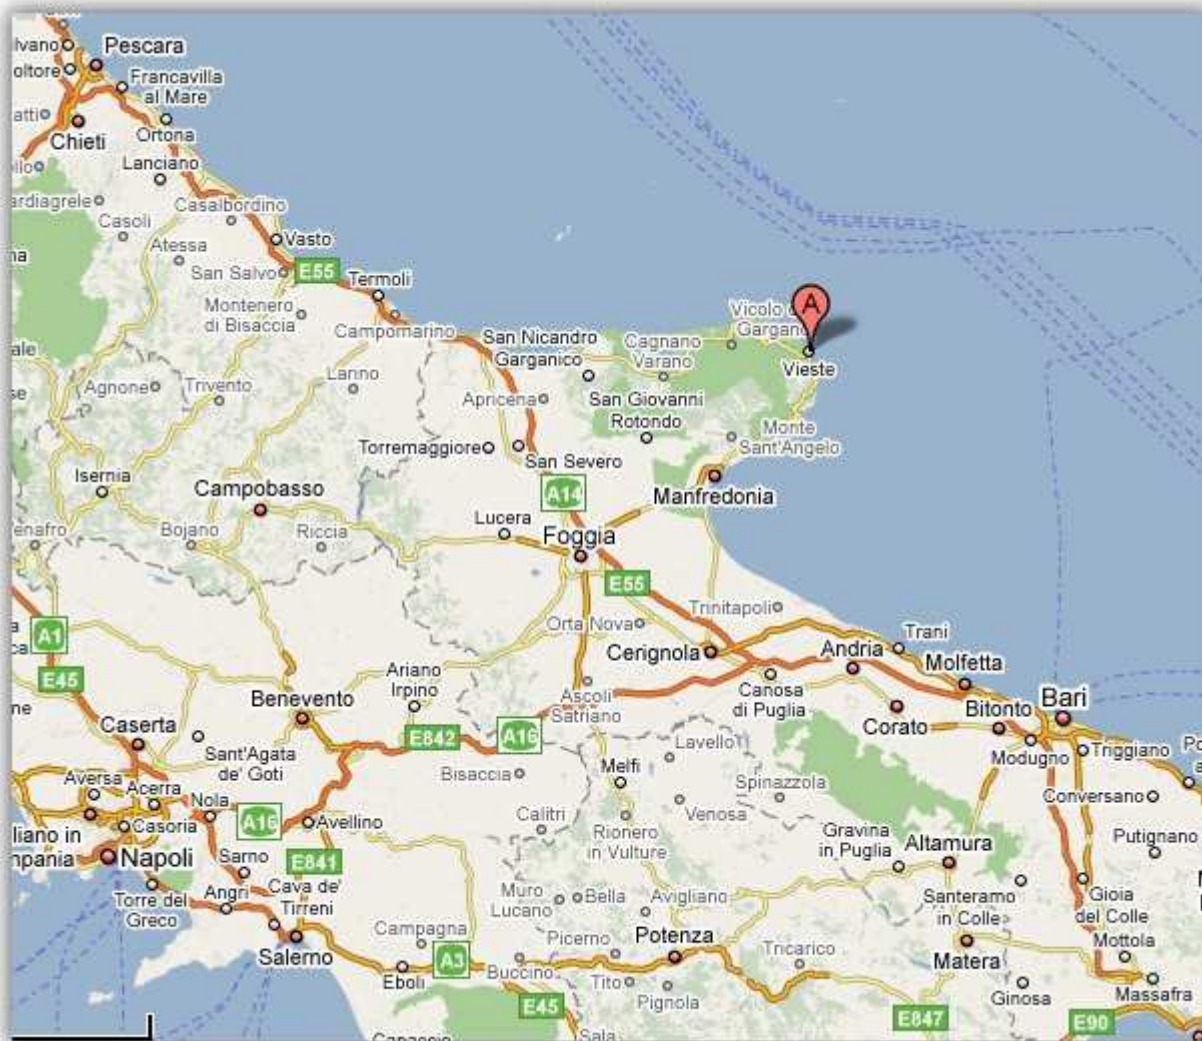 Pescara
Francavilla
al Mare
Chieti
Ortona
Lanciano
Casalbordino
Casoli
Vasto
Atessa
San Salvo
E55
Termoli
Montenero
di Bisaccia
Campomarino
San Nicandro
Garganico
Cagnano
Varano
Vicolo
Gargano
A
Vieste
Agnone
Trivento
Apricena
San Giovanni
Rotondo
Monte
Sant'Angelo
Torremaggiore
San Severo
Isernia
Campobasso
A14
Manfredonia
Lucera
Foggia
Bojano
Riccia
E55
Trinitapoli
Orta Nova
A1
Trani
Cerignola
Andria
Molfetta
E45
Ariano
Irpino
Ascoli
Satriano
Canosa
di Puglia
Bari
Benevento
Corato
Bitonto
Caserta
E842
A16
Sant'Agata
de' Goti
Lavello
Modugno
Triggiano
Bisaccia
Melfi
Spinazzola
Aversa
Acerra
Nola
Venosa
Conversano
Casoria
A16
Avellino
Calitri
Rionero
in Vulture
Gravina
in Puglia
Altamura
Putignano
Napoli
E841
Sarno
Angri
Cava de'
Tirreni
Torre del
Greco
Muro
Lucano
Bella
Avigliano
Santeramo
in Colle
Gioia
del Colle
Campagna
Salerno
A3
Picerno
Potenza
Tricarico
Matera
Mottola
Eboli
Buccino
Tito
Pignola
Ginosa
Massafra
E45
E847
E90
Sala